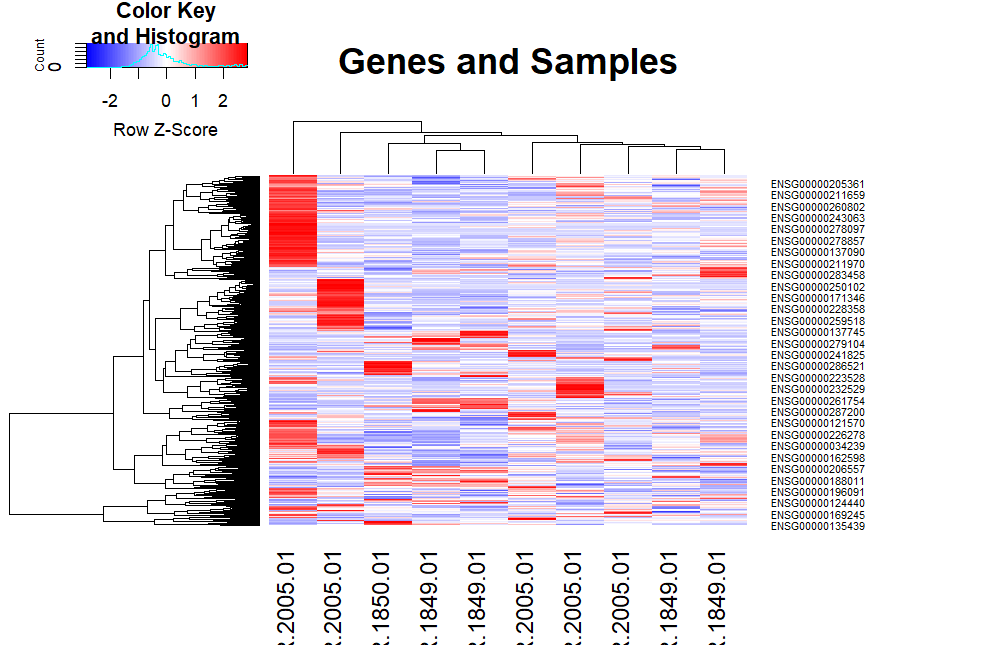 Color Key
and Histogram
Count
0
-2 0 1 2
Row Z-Score
Genes and Samples
ENSG00000205361
ENSG00000211659
ENSG00000260802
ENSG00000243063
ENSG00000278097
ENSG00000278857
ENSG00000137090
ENSG00000211970
ENSG00000283458
ENSG00000250102
ENSG00000171346
ENSG00000228358
ENSG00000259518
ENSG00000137745
ENSG00000279104
ENSG00000241825
ENSG00000286521
ENSG00000223528
ENSG00000232529
ENSG00000261754
ENSG00000287200
ENSG00000121570
ENSG00000226278
ENSG00000034239
ENSG00000162598
ENSG00000206557
ENSG00000188011
ENSG00000196091
ENSG00000124440
ENSG00000169245
ENSG00000135439
.2005.01
.2005.01
.1850.01
.1849.01
.1849.01
.2005.01
.2005.01
.2005.01
.1849.01
.1849.01